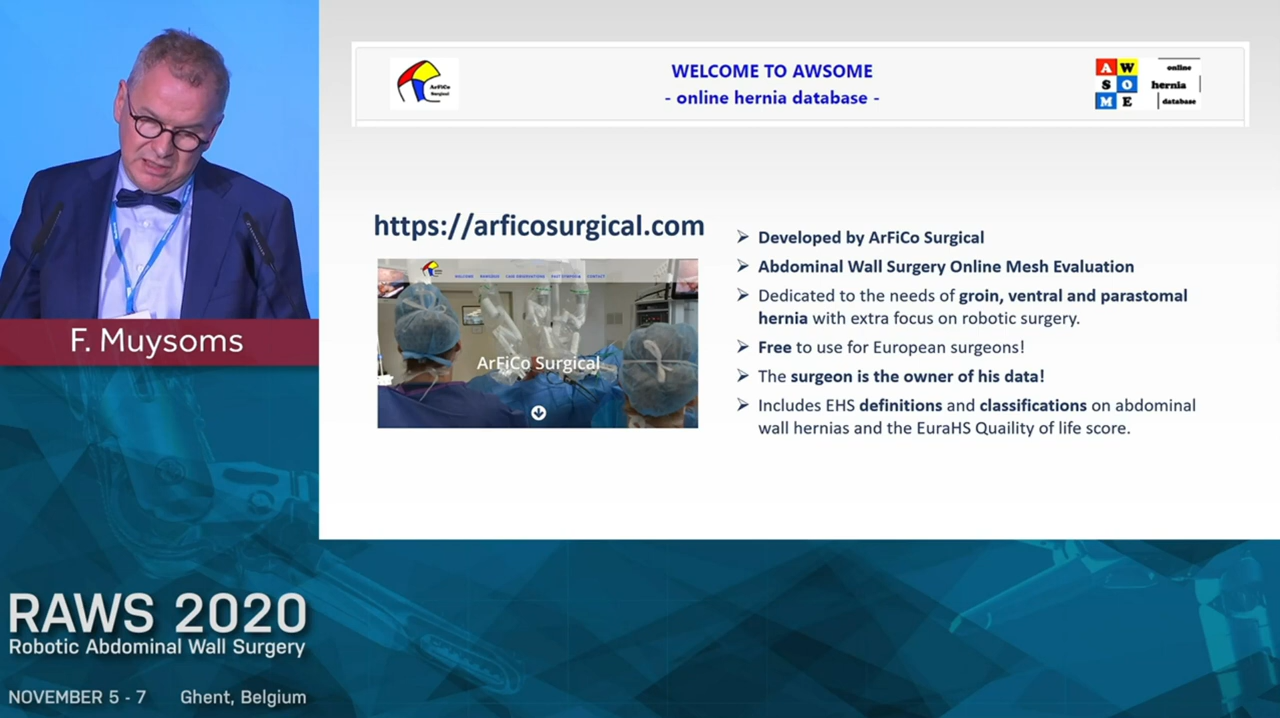 ArFiCo
Surgical
WELCOME TO AWSOME
- online hernia database -
A W
S O
M E
online
hernia
database
https://arficosurgical.com
WELCOME
CONTACT
ArFiCo Surgical
➢ Developed by ArFiCo Surgical
➢ Abdominal Wall Surgery Online Mesh Evaluation
➢ Dedicated to the needs of groin, ventral and parastomal
hernia with extra focus on robotic surgery.
➢ Free to use for European surgeons!
➢ The surgeon is the owner of his data!
➢ Includes EHS definitions and classifications on abdominal
wall hernias and the EuraHS Quaility of life score.
F. Muysoms
RAWS 2020
Robotic Abdominal Wall Surgery
NOVEMBER 5 - 7 Ghent, Belgium